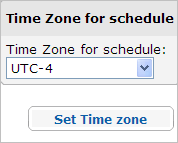 Time Zone for schedule
Time Zone for schedule:
UTC-4
Set Time zone